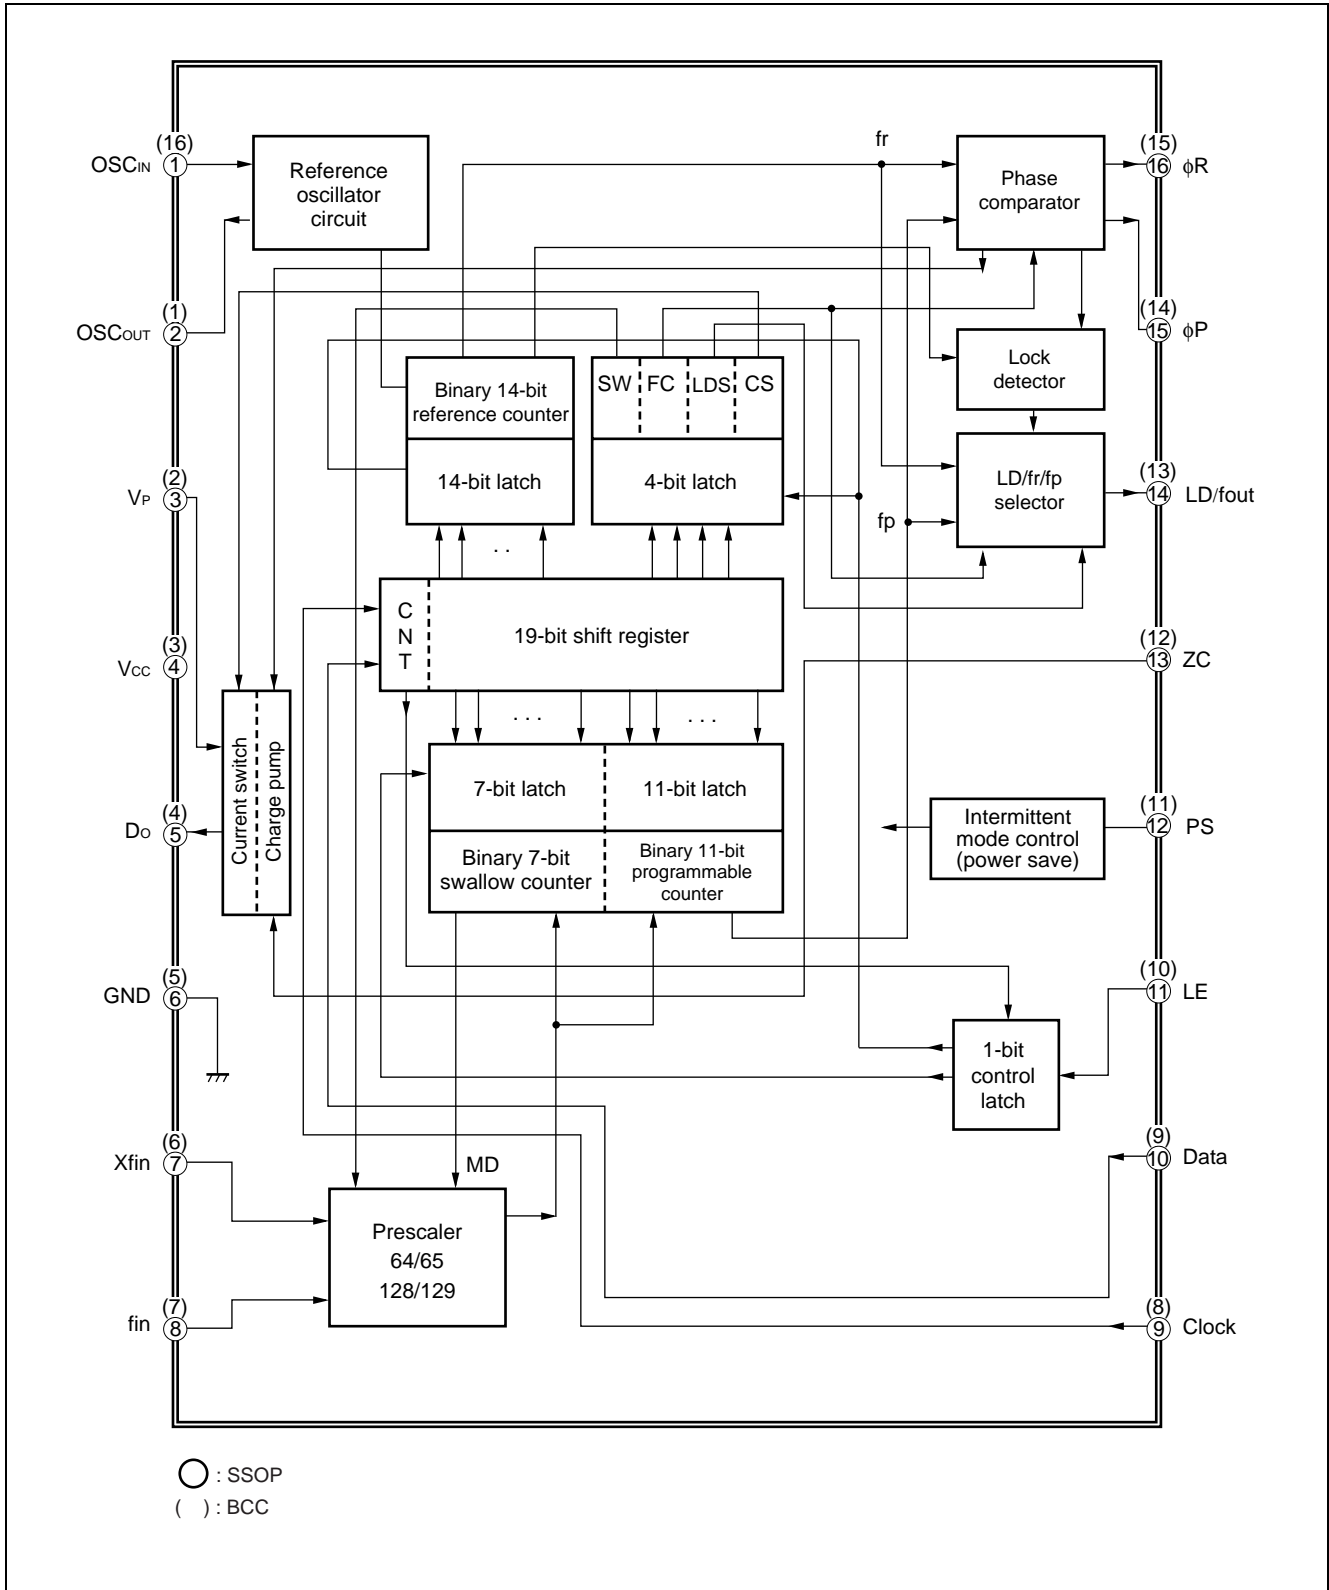 (16)
OSCIN 1
Reference
oscillator
circuit
fr
Phase
comparator
(15)
16 ϕR
(1)
OSCOUT 2
(14)
15 ϕP
Lock
detector
Binary 14-bit
reference counter
SW FC LDS CS
14-bit latch
4-bit latch
LD/fr/fp
selector
(13)
14 LD/fout
(2)
VP 3
fp
. .
C
N
T
19-bit shift register
(3)
VCC 4
(12)
13 ZC
. . .
. . .
Current switch
Charge pump
7-bit latch
11-bit latch
(4)
DO 5
Intermittent
mode control
(power save)
(11)
12 PS
Binary 7-bit
swallow counter
Binary 11-bit
programmable
counter
(5)
GND 6
(10)
11 LE
1-bit
control
latch
(6)
Xfin 7
MD
(9)
10 Data
Prescaler
64/65
128/129
(7)
fin 8
(8)
9 Clock
: SSOP
( ) : BCC